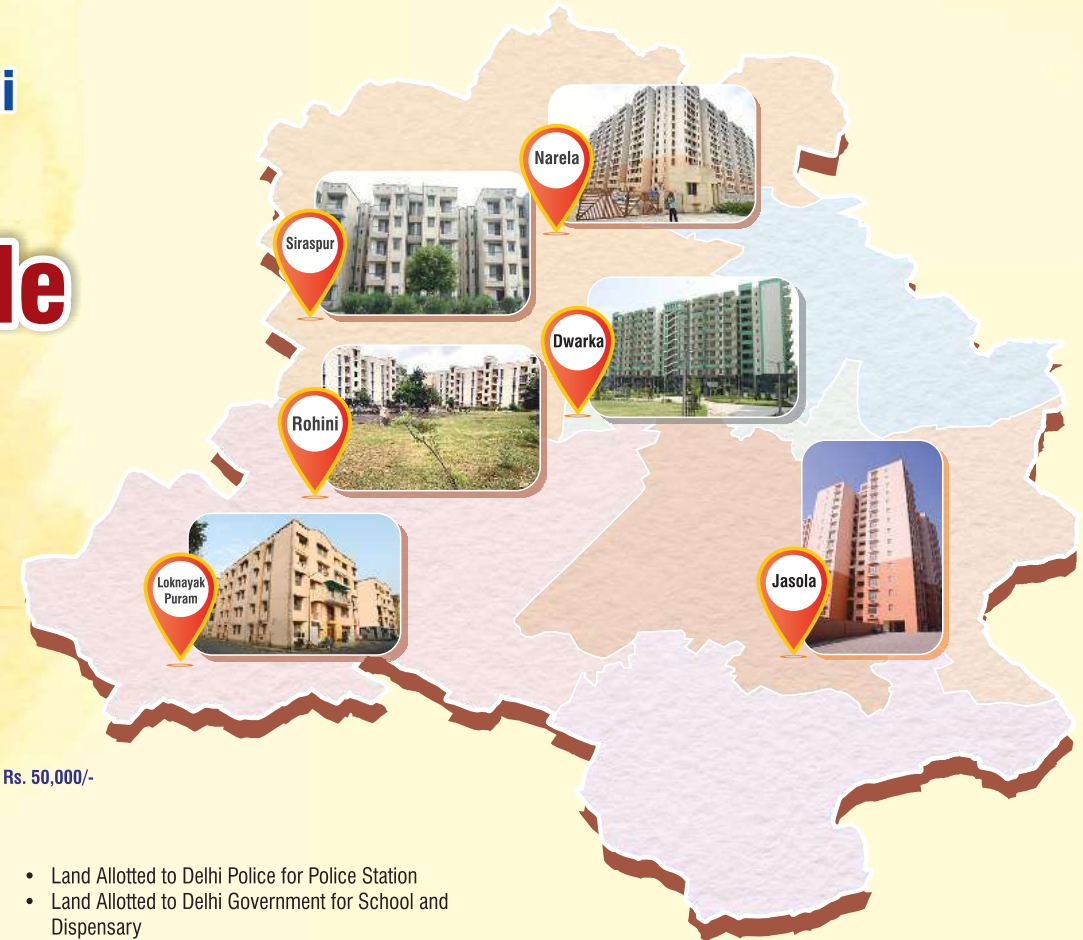 i
le
Narela
Siraspur
Dwarka
Rohini
Loknayak
Puram
Jasola
Rs. 50,000/-
• Land Allotted to Delhi Police for Police Station
• Land Allotted to Delhi Government for School and
Dispensary